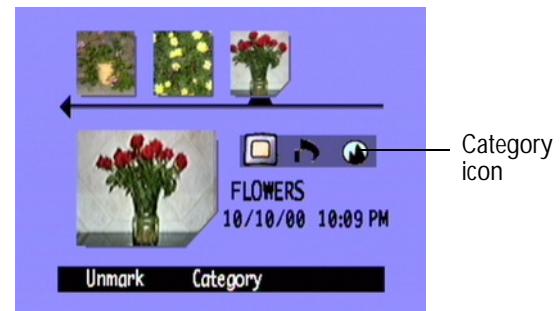 Category
icon
FLOWERS
10/10/00 10:09 PM
Unmark Category